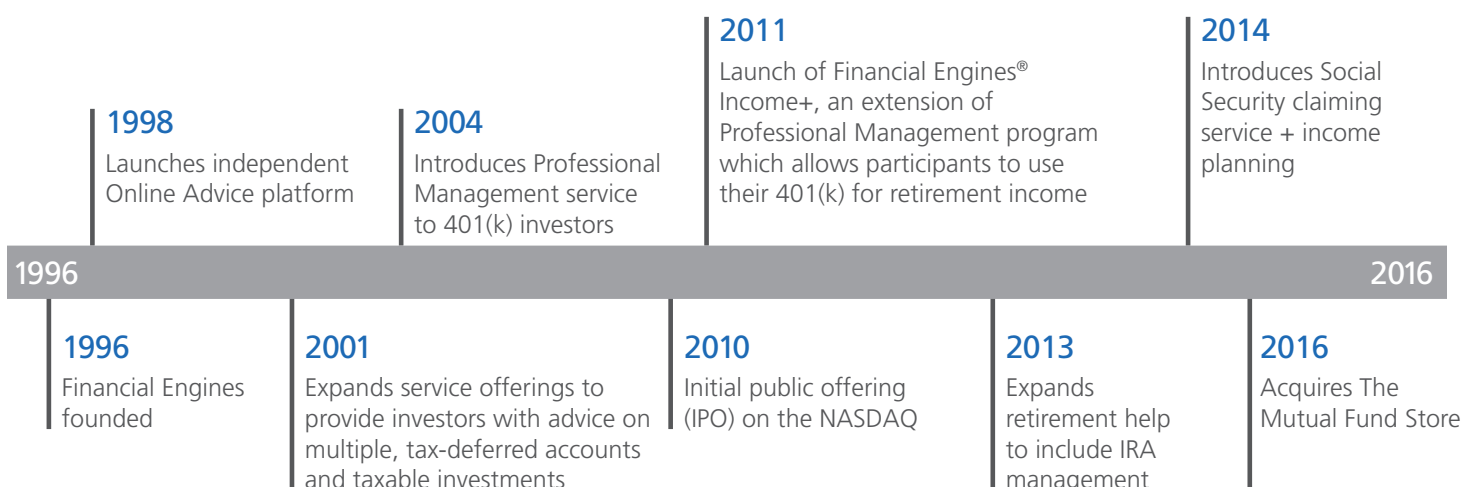 2011
Launch of Financial Engines®
Income+, an extension of
Professional Management program
which allows participants to use
their 401(k) for retirement income
2014
Introduces Social
Security claiming
service + income
planning
1998
Launches independent
Online Advice platform
2004
Introduces Professional
Management service
to 401(k) investors
1996
2016
1996
Financial Engines
founded
2001
Expands service offerings to
provide investors with advice on
multiple, tax-deferred accounts
and taxable investments
2010
Initial public offering
(IPO) on the NASDAQ
2013
Expands
retirement help
to include IRA
management
2016
Acquires The
Mutual Fund Store